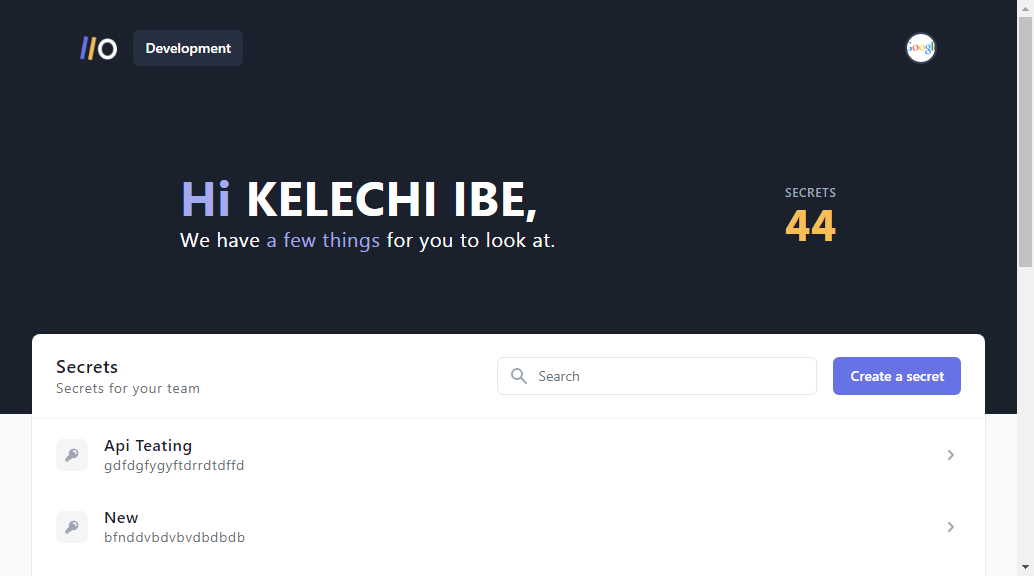 Development
Google
Hi KELECHI IBE,
We have a few things for you to look at.
SECRETS
44
Secrets
Secrets for your team
Search
Create a secret
Api Teating
gdfdgfygyftdrrdtdffd
New
bfnddvbdvbvdbdbdb